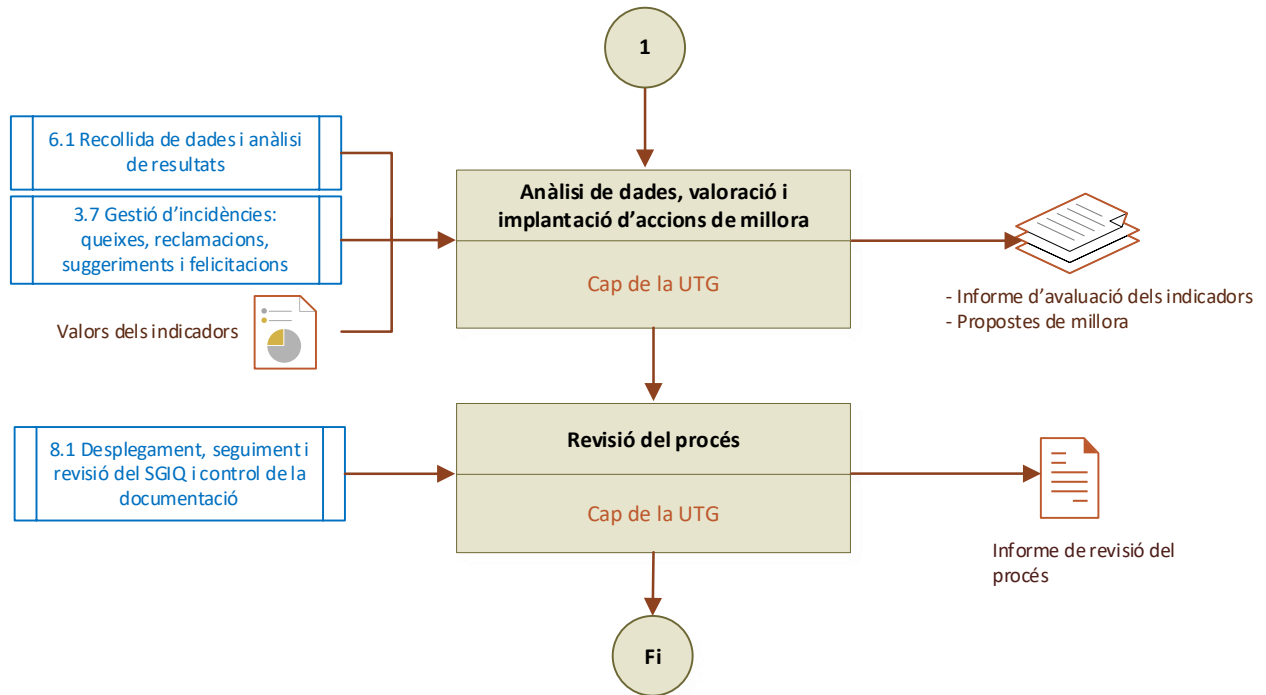 1
6.1 Recollida de dades i anàlisi
de resultats
3.7 Gestió d'incidències:
queixes, reclamacions,
suggeriments i felicitacions
Valors dels indicadors
Anàlisi de dades, valoració i
implantació d'accions de millora
Cap de la UTG
- Informe d'avaluació dels indicadors
- Propostes de millora
8.1 Desplegament, seguiment i
revisió del SGIQ i control de la
documentació
Revisió del procés
Cap de la UTG
Informe de revisió del
procés
Fi